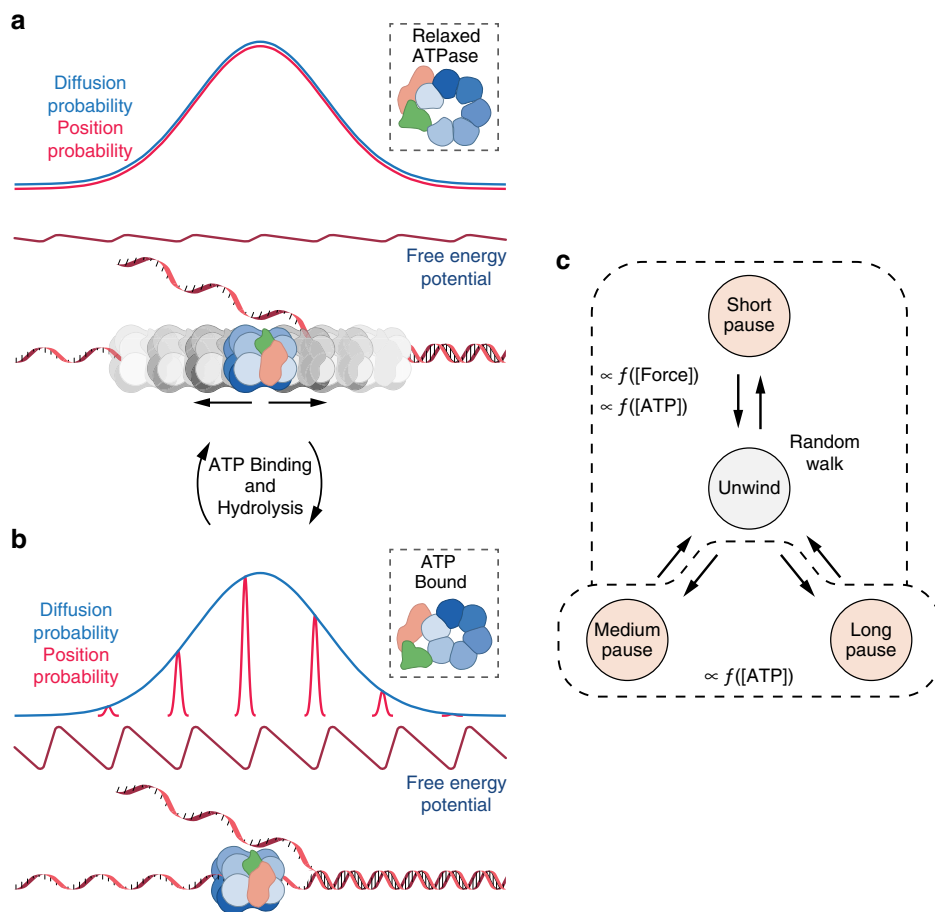 a
Relaxed
ATPase
Diffusion
probability
Position
probability
Free energy
potential
ATP Binding
and
Hydrolysis
b
ATP
Bound
Diffusion
probability
Position
probability
Free energy
potential
c
Short
pause
∝ f([Force])
∝ f([ATP])
Random
walk
Unwind
Medium
pause
Long
pause
∝ f([ATP])